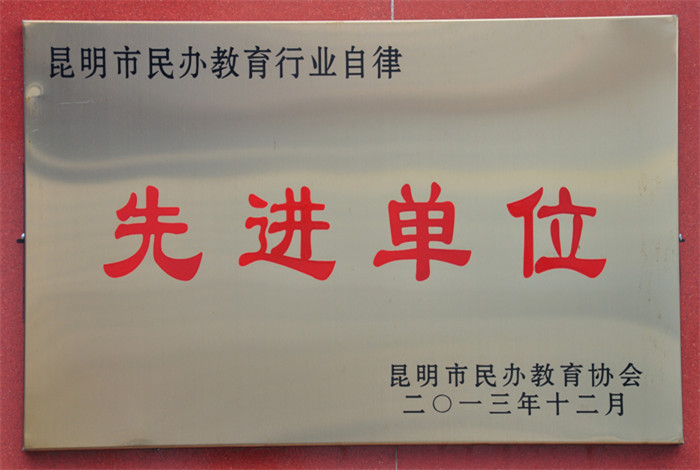 昆明市民办教育行业自律
先进单位
昆明市民办教育协会
二〇一三年十二月